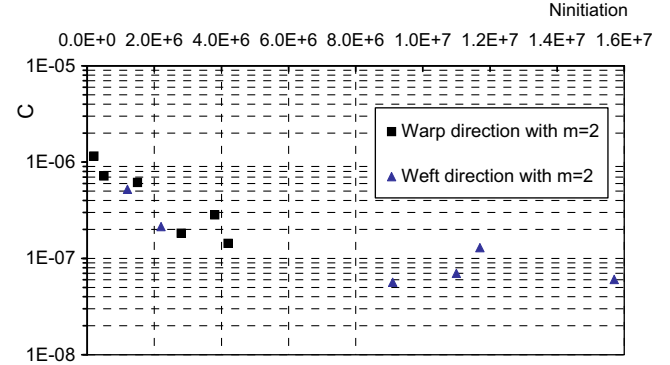 Ninitiation
0.0E+0 2.0E+6 4.0E+6 6.0E+6 8.0E+6 1.0E+7 1.2E+7 1.4E+7 1.6E+7
1E-05
C
Warp direction with m=2
1E-06
Weft direction with m=2
1E-07
1E-08